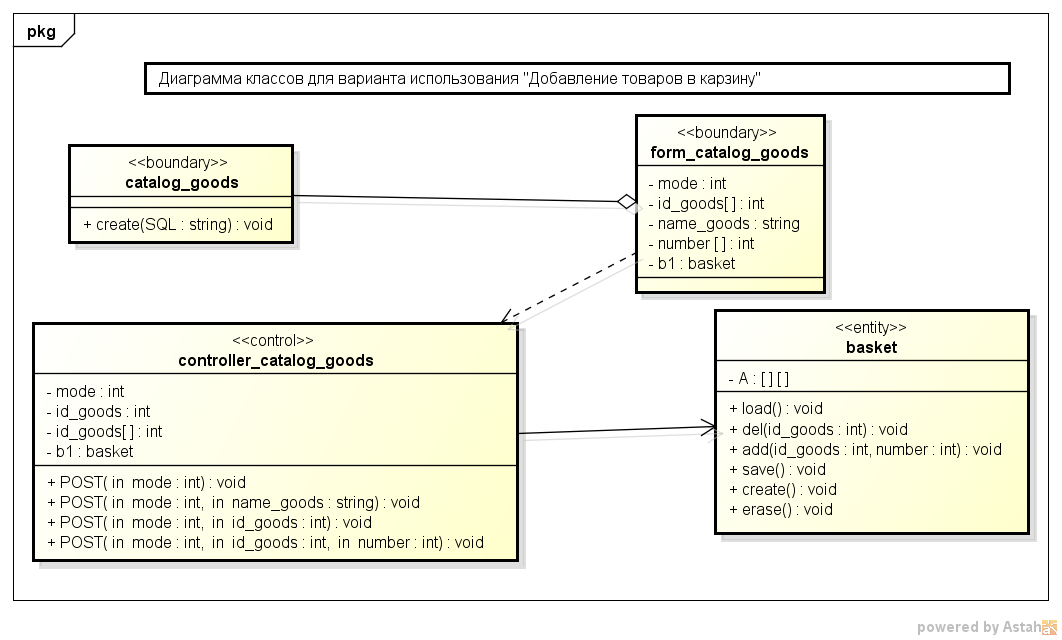 pkg
Диаграмма классов для варианта использования "Добавление товаров в карзину"
<<boundary>>
catalog_goods
+ create(SQL : string) : void
<<boundary>>
form_catalog_goods
- mode : int
- id_goods[ ] : int
- name_goods : string
- number [ ] : int
- b1 : basket
<<control>>
controller_catalog_goods
- mode : int
- id_goods : int
- id_goods[ ] : int
- b1 : basket
+ POST( in mode : int) : void
+ POST( in mode : int, in name_goods : string) : void
+ POST( in mode : int, in id_goods : int) : void
+ POST( in mode : int, in id_goods : int, in number : int) : void
<<entity>>
basket
- A : [ ] [ ]
+ load() : void
+ del(id_goods : int) : void
+ add(id_goods : int, number : int) : void
+ save() : void
+ create() : void
+ erase() : void
powered by Astah